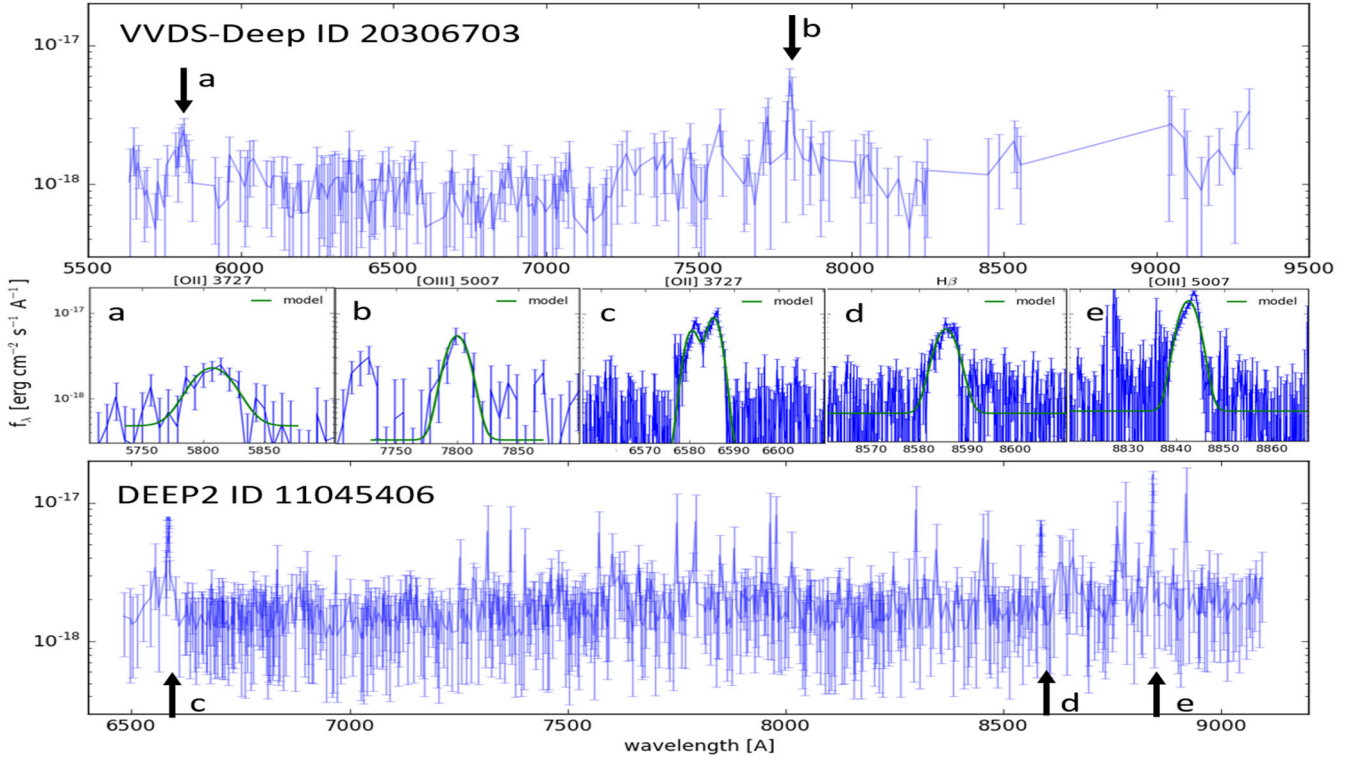 VVDS-Deep ID 20306703
a
b
10⁻¹⁷
10⁻¹⁸
5500 6000 6500 7000 7500 8000 8500 9000 9500
[OII] 3727 [OIII] 5007 [OII] 3727 Hβ [OIII] 5007
a model b model c model d model e model
10⁻¹⁷
10⁻¹⁸
5750 5800 5850 7750 7800 7850 6570 6580 6590 6600 8570 8580 8590 8600 8830 8840 8850 8860
f_λ [erg cm⁻² s⁻¹ A⁻¹]
DEEP2 ID 11045406
10⁻¹⁷
10⁻¹⁸
c d e
6500 7000 7500 8000 8500 9000
wavelength [A]